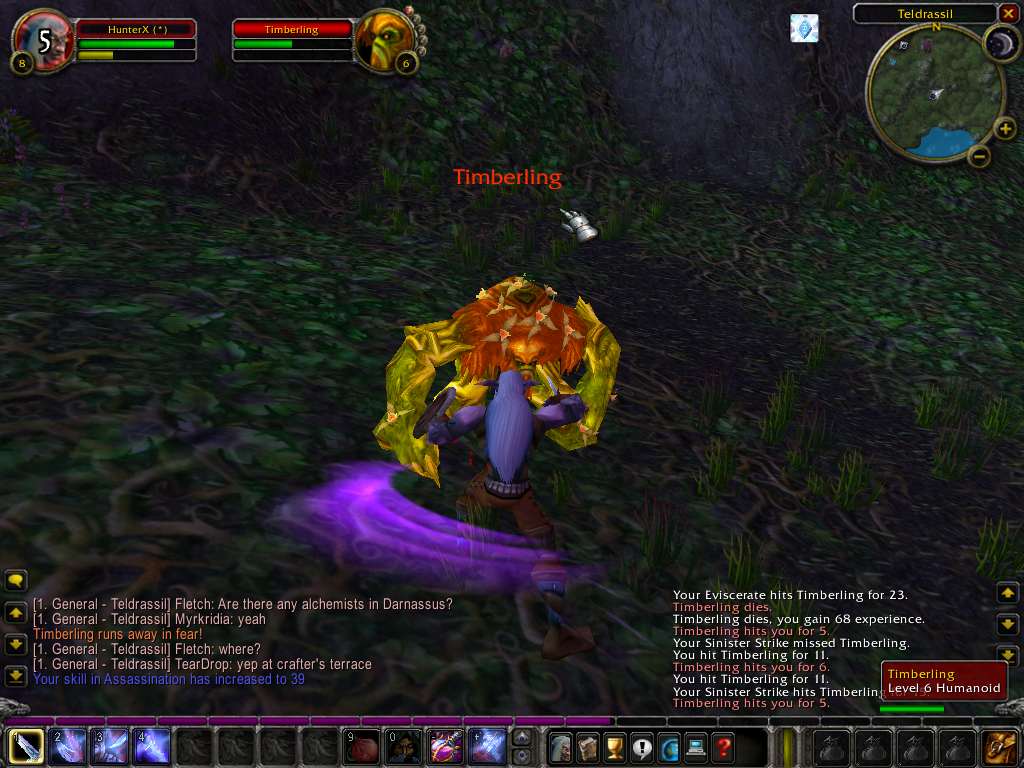 HunterX (*)
5
8
Timberling
6
Teldrassil
N
Timberling
[1. General - Teldrassil] Fletch: Are there any alchemists in Darnassus?
[1. General - Teldrassil] Myrkridia: yeah
Timberling runs away in fear!
[1. General - Teldrassil] Fletch: where?
[1. General - Teldrassil] TearDrop: yep at crafter's terrace
Your skill in Assassination has increased to 39
Your Eviscerate hits Timberling for 23.
Timberling dies.
Timberling dies, you gain 68 experience.
Timberling hits you for 5.
Your Sinister Strike missed Timberling.
You hit Timberling for 11.
Timberling hits you for 6.
You hit Timberling for 11.
Your Sinister Strike hits Timberling
Timberling hits you for 5.
Timberling
Level 6 Humanoid
1 2 3 4 9 0 - +